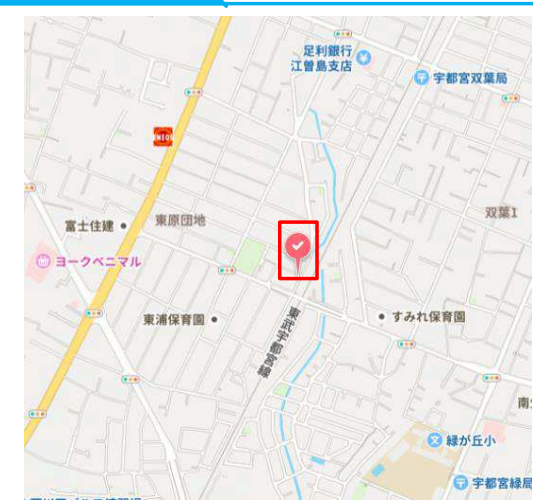 足利銀行
江曽島支店
宇都宮双葉局
ENEOS
双葉1
東原団地
富士住建
ヨークベニマル
東浦保育園
すみれ保育園
東武宇都宮線
南
文
緑が丘小
宇都宮緑局